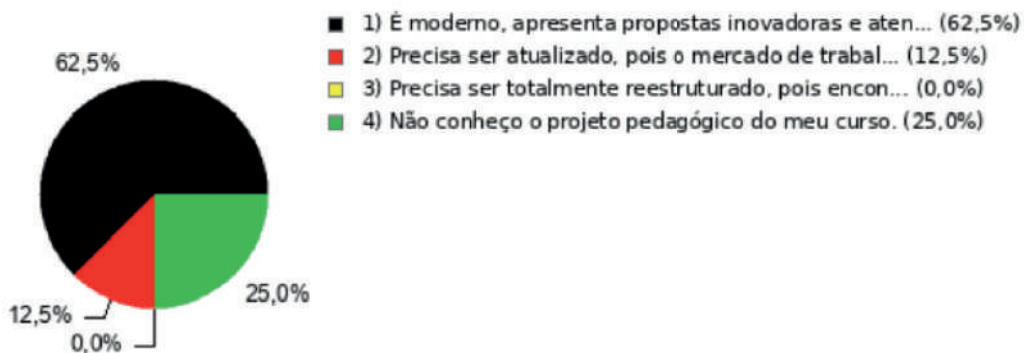 1) É moderno, apresenta propostas inovadoras e aten... (62,5%)
2) Precisa ser atualizado, pois o mercado de trabal... (12,5%)
3) Precisa ser totalmente reestruturado, pois encon... (0,0%)
4) Não conheço o projeto pedagógico do meu curso. (25,0%)
62,5%
25,0%
12,5%
0,0%